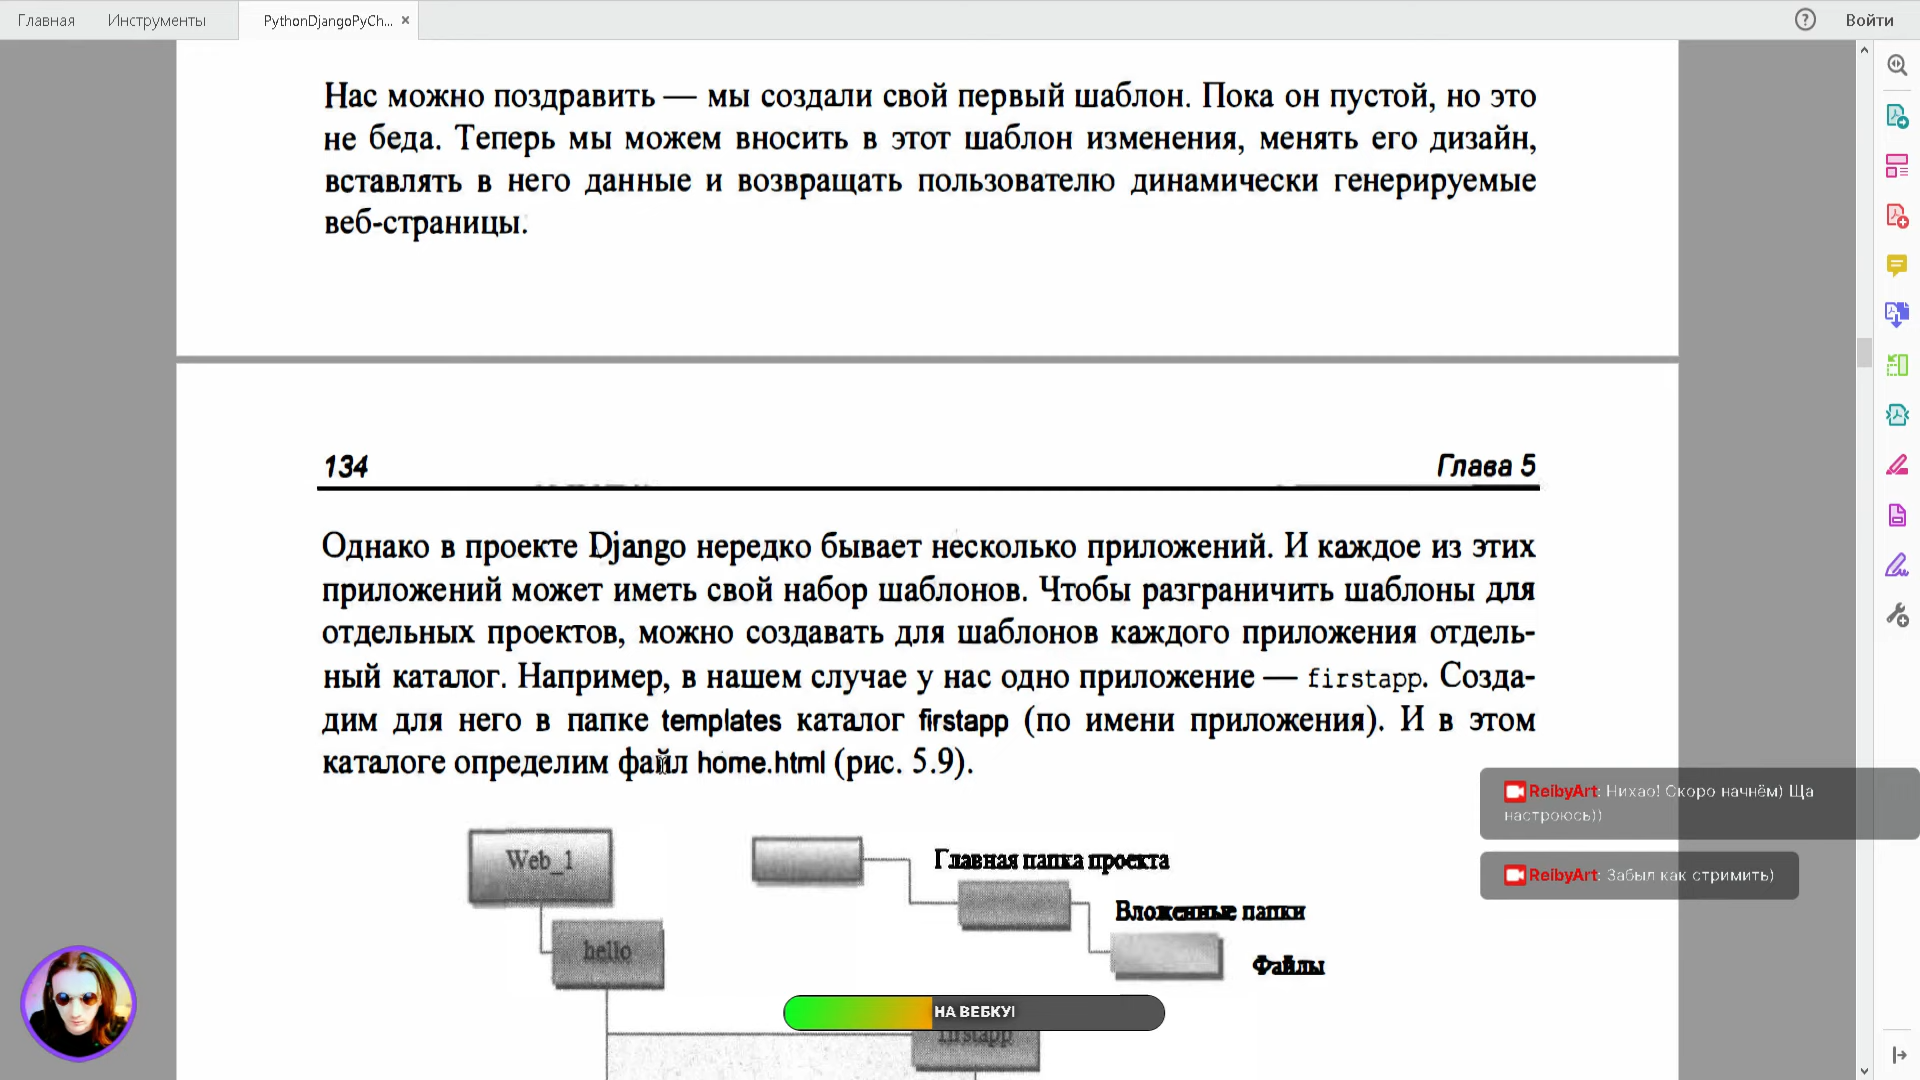 Главная Инструменты PythonDjangoPyCh... × Войти
Нас можно поздравить — мы создали свой первый шаблон. Пока он пустой, но это
не беда. Теперь мы можем вносить в этот шаблон изменения, менять его дизайн,
вставлять в него данные и возвращать пользователю динамически генерируемые
веб-страницы.
134 Глава 5
Однако в проекте Django нередко бывает несколько приложений. И каждое из этих
приложений может иметь свой набор шаблонов. Чтобы разграничить шаблоны для
отдельных проектов, можно создавать для шаблонов каждого приложения отдель-
ный каталог. Например, в нашем случае у нас одно приложение — firstapp. Созда-
дим для него в папке templates каталог firstapp (по имени приложения). И в этом
каталоге определим файл home.html (рис. 5.9).
ReibyArt: Нихао! Скоро начнём) Ща
настроюсь))
Web_1
Главная папка проекта
ReibyArt: Забыл как стримить)
Вложенные папки
hello
Файлы
НА ВЕБКУ!
firstapp